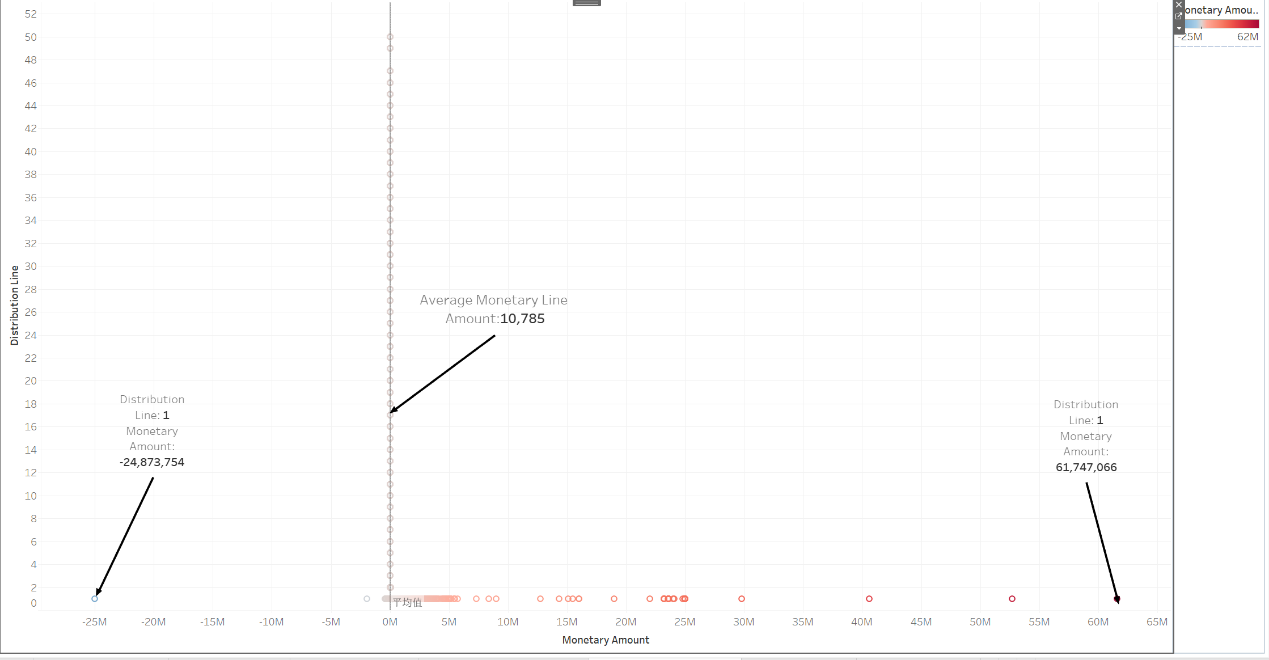 52
50
48
46
44
42
40
38
36
34
32
30
28
26
24
22
20
18
16
14
12
10
8
6
4
2
0
Distribution Line
Average Monetary Line
Amount:10,785
Distribution
Line: 1
Monetary
Amount:
-24,873,754
Distribution
Line: 1
Monetary
Amount:
61,747,066
平均值
-25M -20M -15M -10M -5M 0M 5M 10M 15M 20M 25M 30M 35M 40M 45M 50M 55M 60M 65M
Monetary Amount
onetary Amou..
-25M 62M